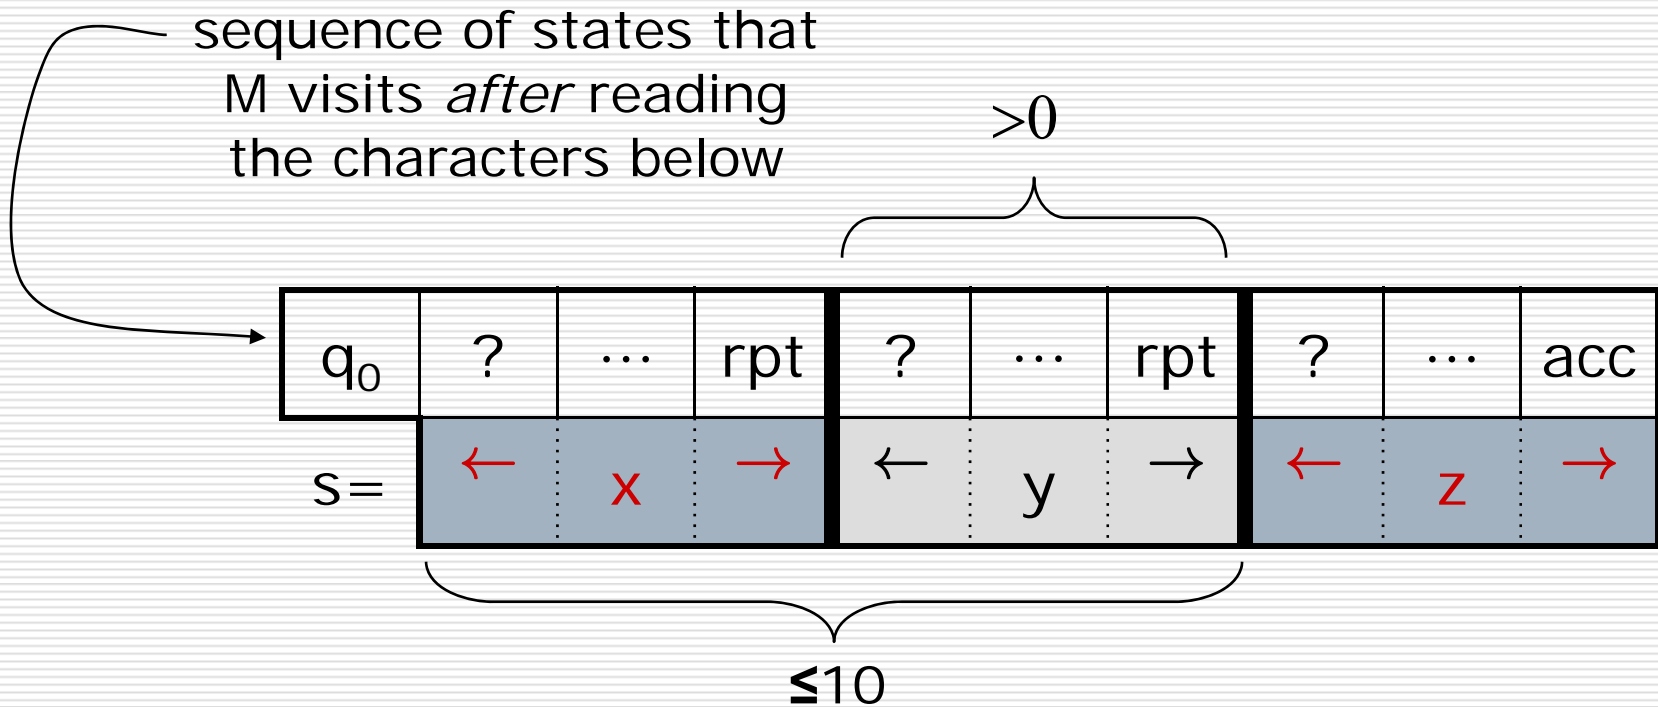 sequence of states that
M visits after reading
the characters below
>0
q₀ ? ... rpt ? ... rpt ? ... acc
s= ← x → ← y → ← z →
≤10